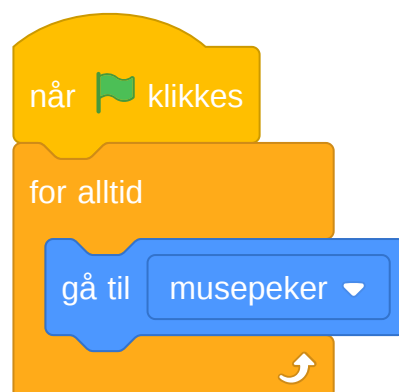 når klikkes
for alltid
gå til musepeker